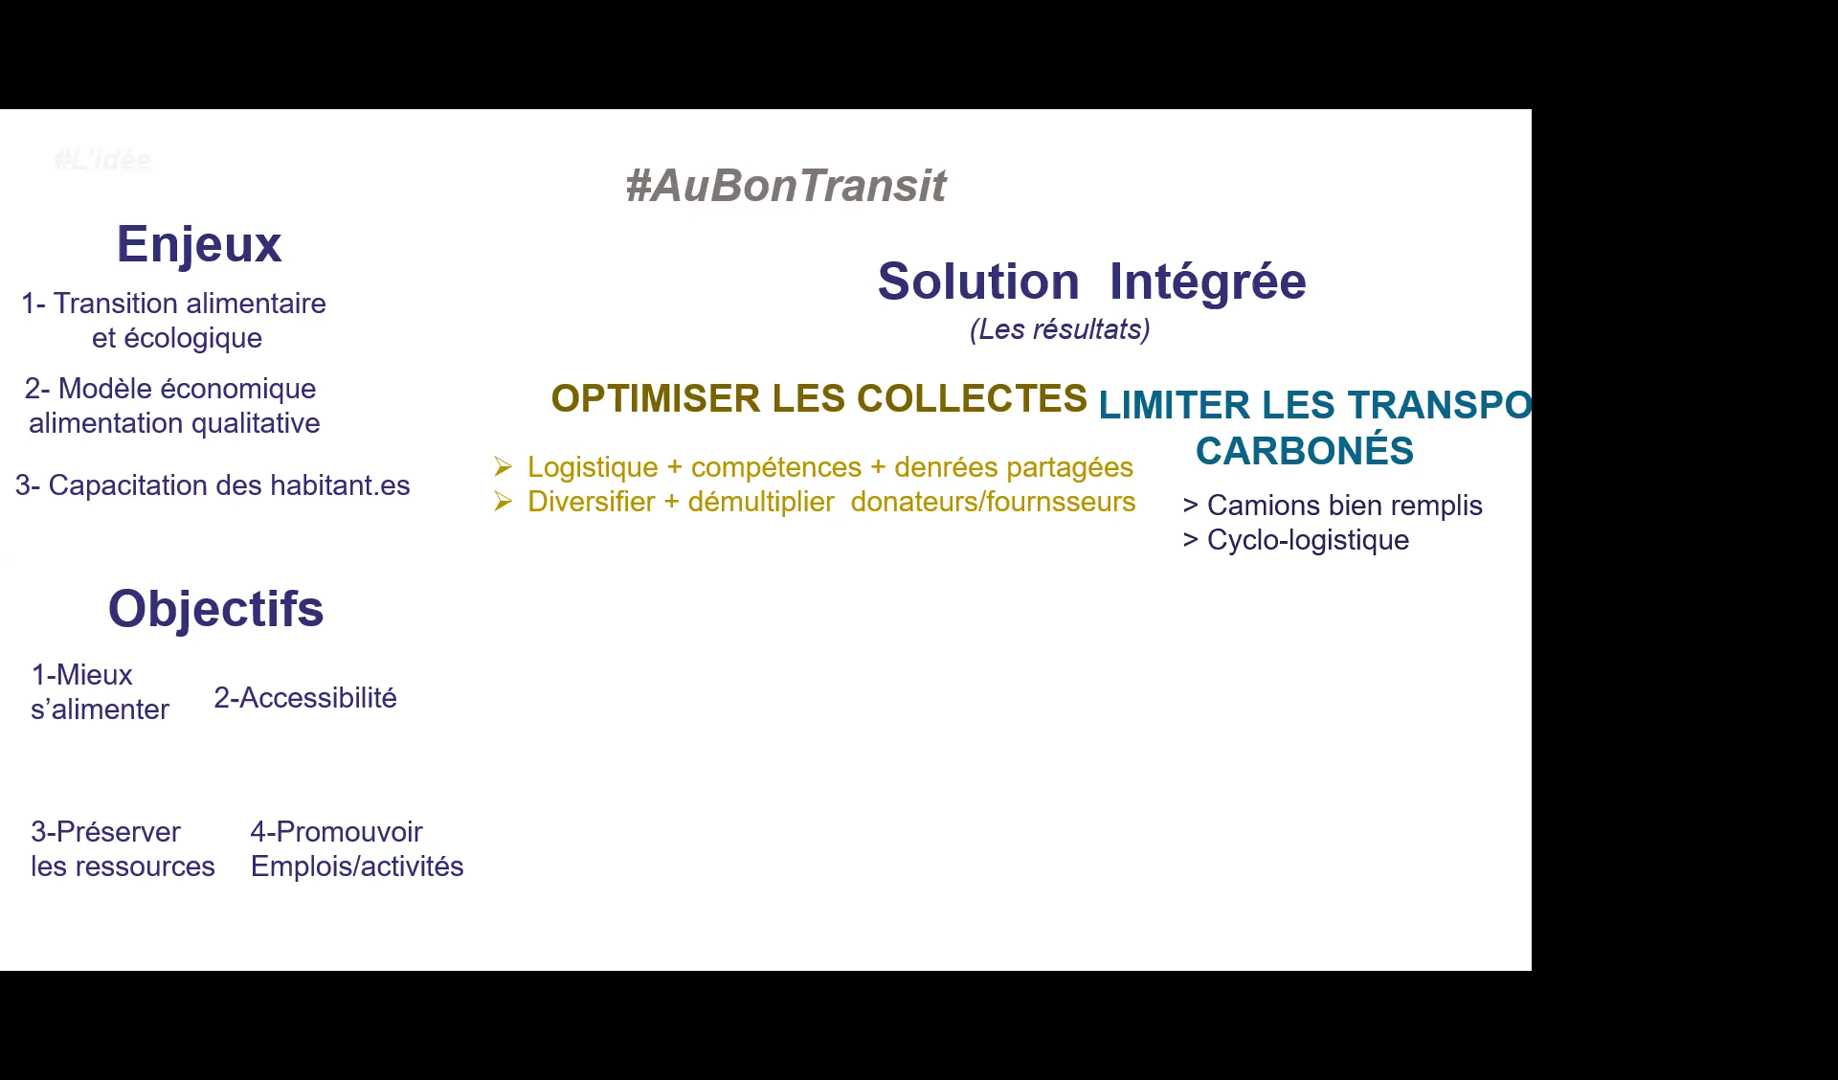 #L'idée
#AuBonTransit
Enjeux
1- Transition alimentaire
et écologique
2- Modèle économique
alimentation qualitative
3- Capacitation des habitant.es
Objectifs
1-Mieux
s’alimenter
2-Accessibilité
3-Préserver
les ressources
4-Promouvoir
Emplois/activités
Solution Intégrée
(Les résultats)
OPTIMISER LES COLLECTES
➢ Logistique + compétences + denrées partagées
➢ Diversifier + démultiplier donateurs/fournsseurs
LIMITER LES TRANSPO
CARBONÉS
> Camions bien remplis
> Cyclo-logistique